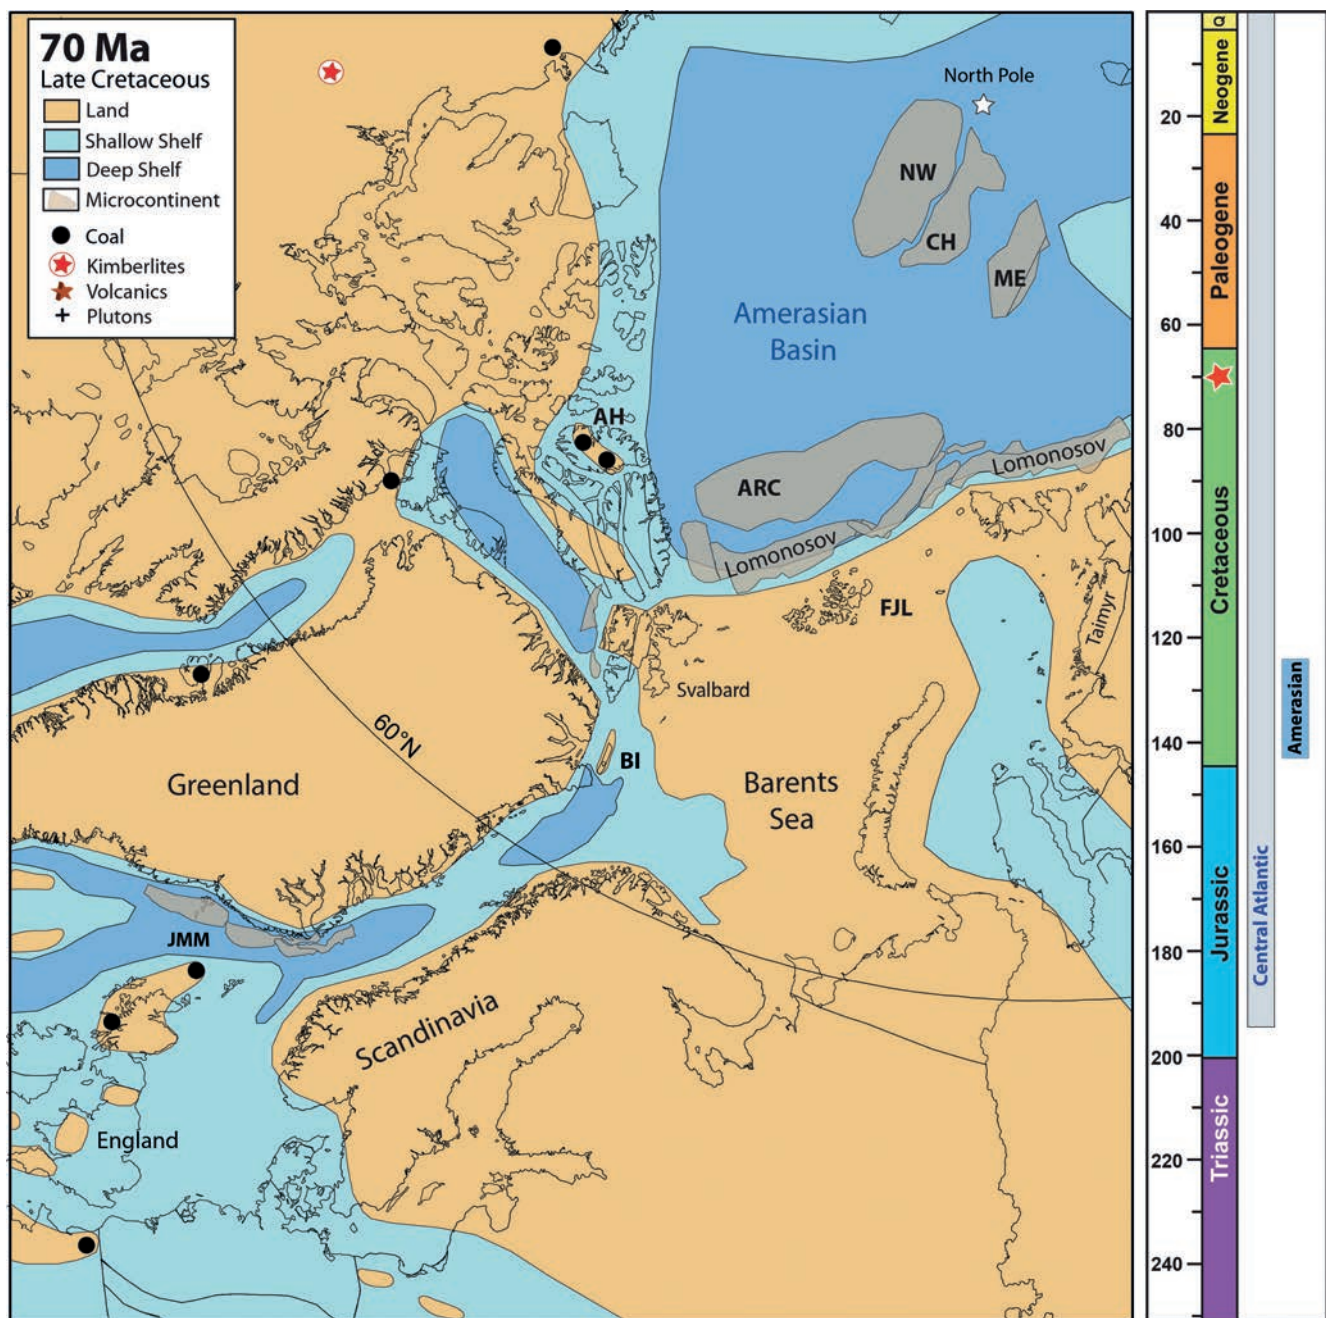 70 Ma
Late Cretaceous
Land
Shallow Shelf
Deep Shelf
Microcontinent
Coal
Kimberlites
Volcanics
Plutons
North Pole
NW
CH
ME
Amerasian
Basin
AH
ARC
Lomonosov
Lomonosov
FJL
Taimyr
Svalbard
60°N
BI
Greenland
Barents
Sea
JMM
Scandinavia
England
Q
Neogene
Paleogene
Cretaceous
Jurassic
Triassic
20
40
60
80
100
120
140
160
180
200
220
240
Central Atlantic
Amerasian